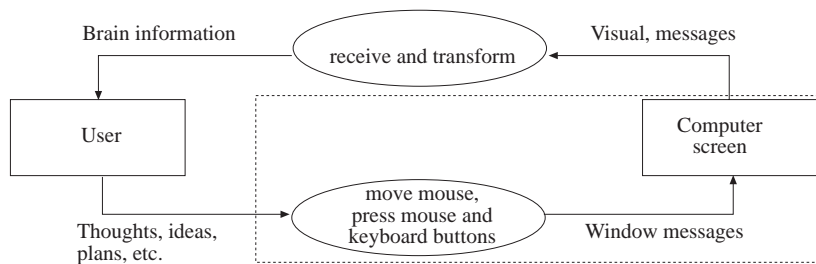 Brain information
receive and transform
Visual, messages
User
Computer
screen
move mouse,
press mouse and
keyboard buttons
Thoughts, ideas,
plans, etc.
Window messages